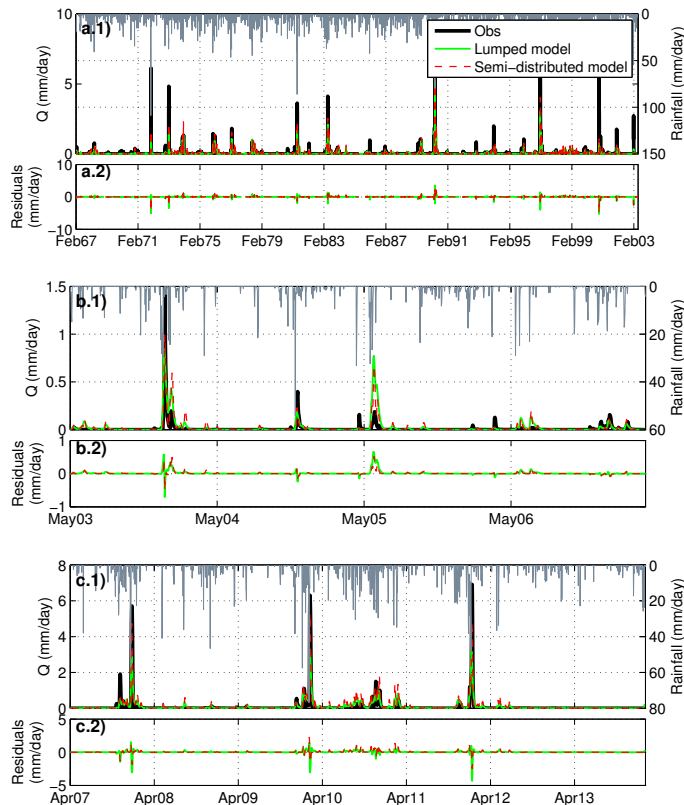 a.1)
Obs
Lumped model
Semi-distributed model
Q (mm/day)
10
5
0
Rainfall (mm/day)
0
50
100
150
a.2)
Residuals
(mm/day)
10
0
−10
Feb67 Feb71 Feb75 Feb79 Feb83 Feb87 Feb91 Feb95 Feb99 Feb03
b.1)
Q (mm/day)
1.5
1
0.5
0
Rainfall (mm/day)
0
20
40
60
b.2)
Residuals
(mm/day)
1
0
−1
May03 May04 May05 May06
c.1)
Q (mm/day)
8
6
4
2
0
Rainfall (mm/day)
0
20
40
60
80
c.2)
Residuals
(mm/day)
5
0
−5
Apr07 Apr08 Apr09 Apr10 Apr11 Apr12 Apr13